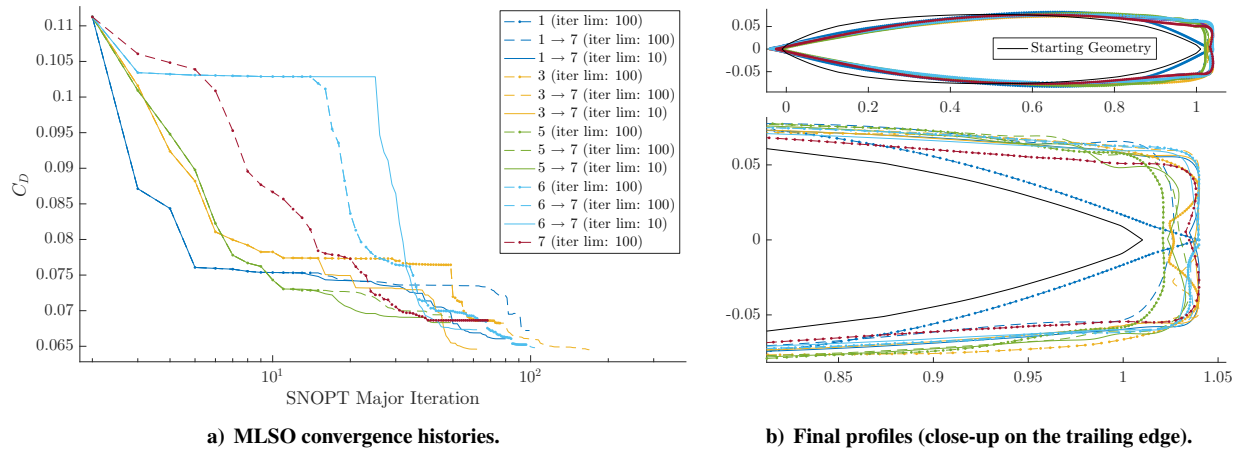 0.11
0.105
0.1
0.095
0.09
0.085
0.08
0.075
0.07
0.065
C_D
10^1
10^2
SNOPT Major Iteration
1 (iter lim: 100)
1 → 7 (iter lim: 100)
1 → 7 (iter lim: 10)
3 (iter lim: 100)
3 → 7 (iter lim: 100)
3 → 7 (iter lim: 10)
5 (iter lim: 100)
5 → 7 (iter lim: 100)
5 → 7 (iter lim: 10)
6 (iter lim: 100)
6 → 7 (iter lim: 10)
7 (iter lim: 100)
a) MLSO convergence histories.
0.05
0
-0.05
Starting Geometry
0 0.2 0.4 0.6 0.8 1
0.05
0
-0.05
0.85 0.9 0.95 1 1.05
b) Final profiles (close-up on the trailing edge).